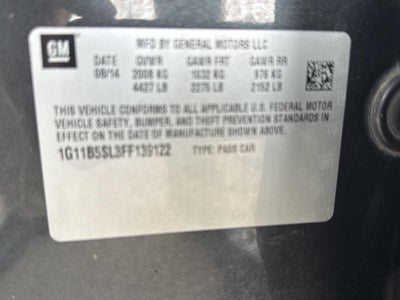 GM
MFG BY GENERAL MOTORS LLC
DATE GVWR GAWR FRT GAWR RR
08/14 2008 KG 1032 KG 976 KG
4427 LB 2275 LB 2152 LB
THIS VEHICLE CONFORMS TO ALL APPLICABLE U.S. FEDERAL MOTOR
VEHICLE SAFETY, BUMPER, AND THEFT PREVENTION STANDARDS IN
EFFECT ON THE DATE OF MANUFACTURE SHOWN ABOVE.
1G11B5SL3FF139122 TYPE: PASS CAR